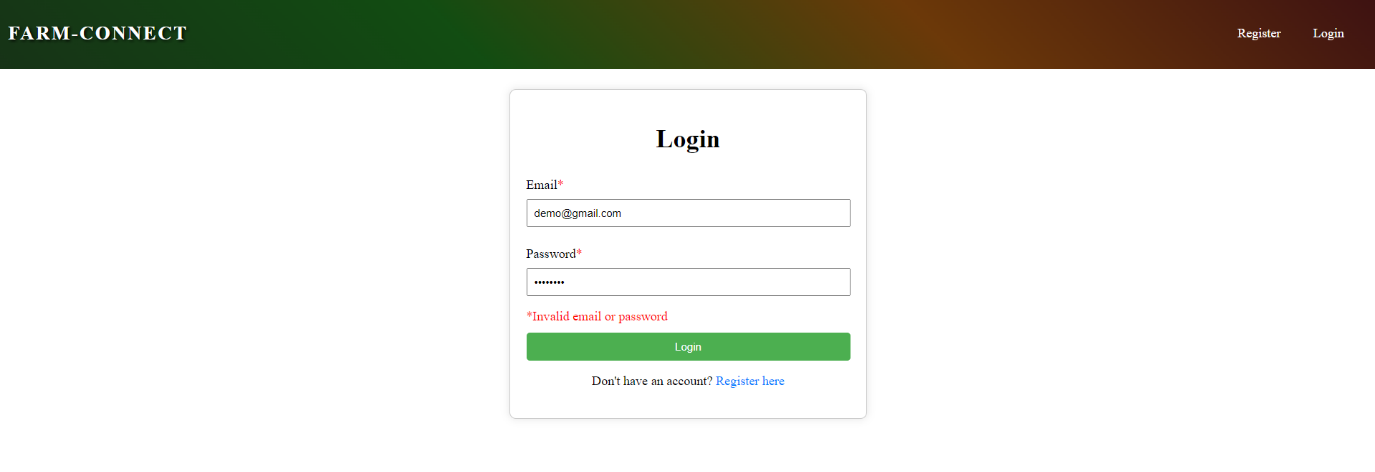 FARM-CONNECT
Register
Login
Login
Email*
demo@gmail.com
Password*
••••••••
*Invalid email or password
Login
Don't have an account? Register here